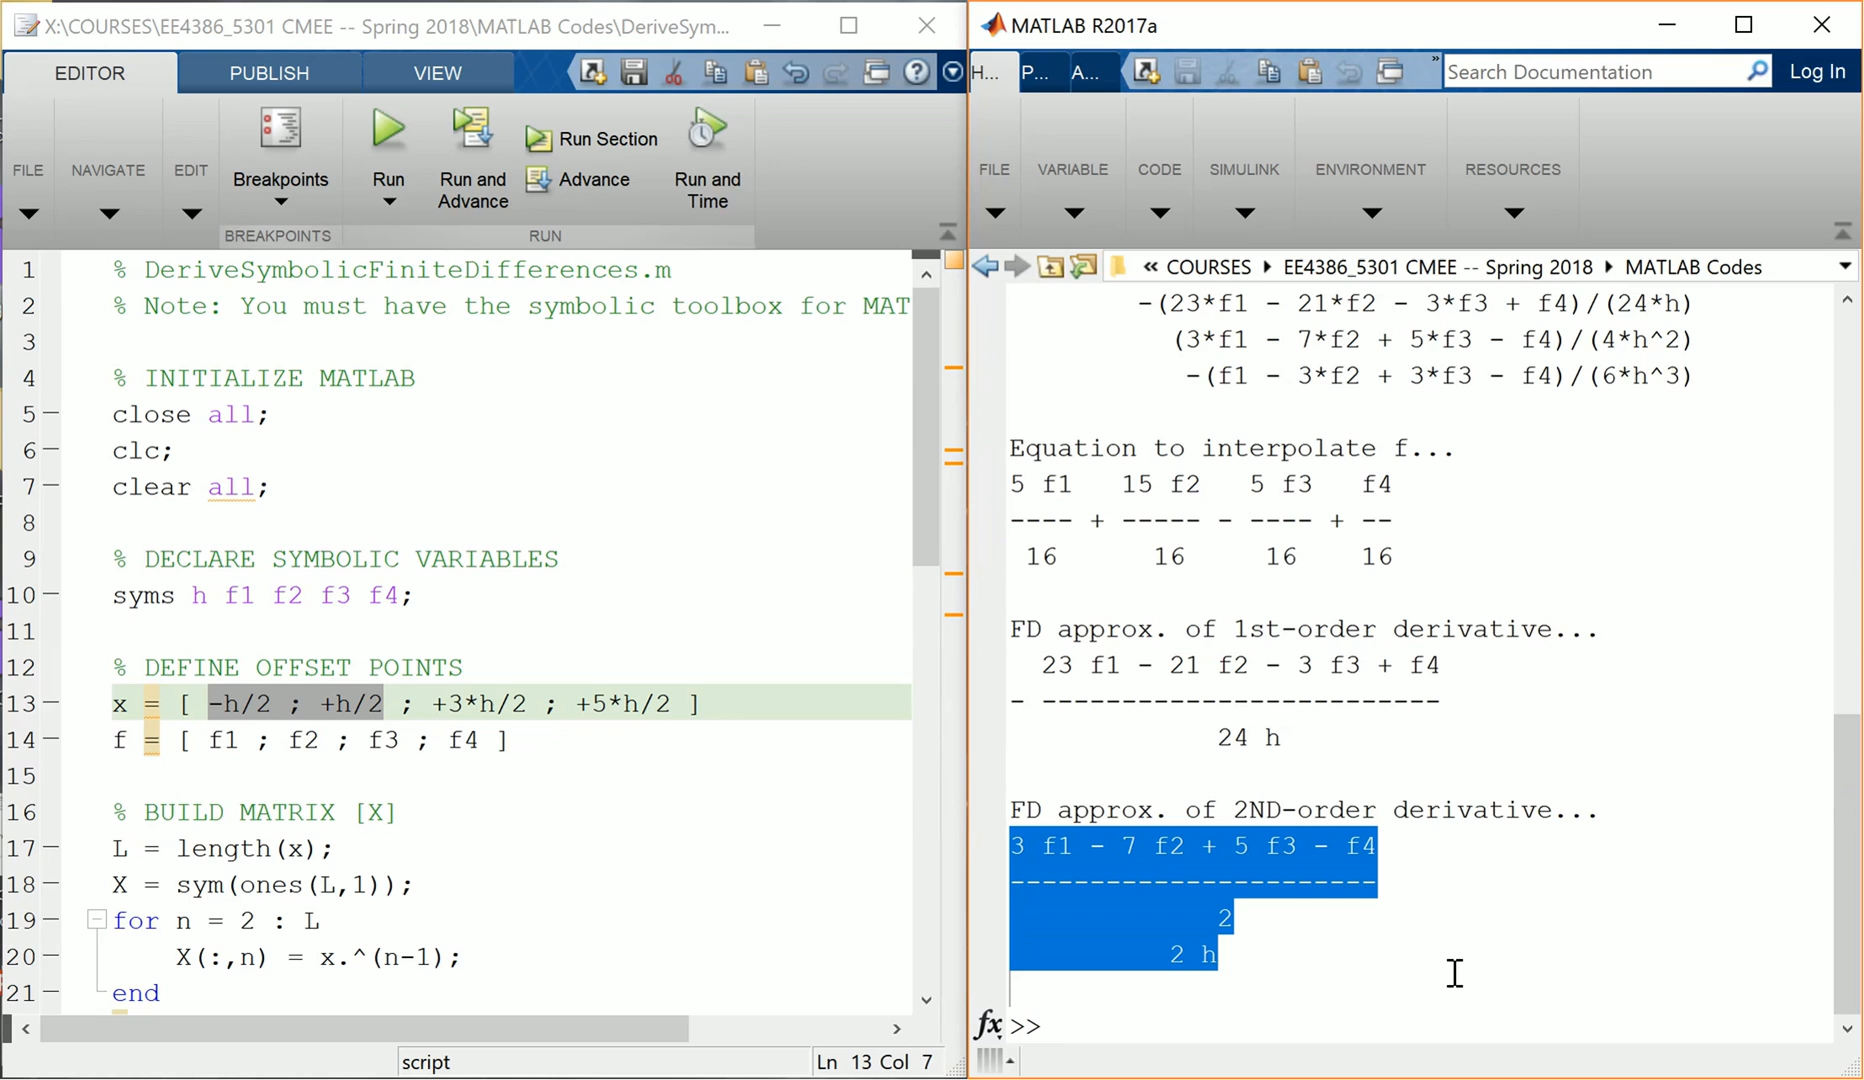 X:\COURSES\EE4386_5301 CMEE -- Spring 2018\MATLAB Codes\DeriveSym...
EDITOR PUBLISH VIEW
FILE NAVIGATE EDIT
Breakpoints
Run
Run and Advance
Run Section
Advance
Run and Time
BREAKPOINTS RUN
1 % DeriveSymbolicFiniteDifferences.m
2 % Note: You must have the symbolic toolbox for MAT
3
4 % INITIALIZE MATLAB
5 close all;
6 clc;
7 clear all;
8
9 % DECLARE SYMBOLIC VARIABLES
10 syms h f1 f2 f3 f4;
11
12 % DEFINE OFFSET POINTS
13 x = [ -h/2 ; +h/2 ; +3*h/2 ; +5*h/2 ]
14 f = [ f1 ; f2 ; f3 ; f4 ]
15
16 % BUILD MATRIX [X]
17 L = length(x);
18 X = sym(ones(L,1));
19 for n = 2 : L
20 X(:,n) = x.^(n-1);
21 end
script Ln 13 Col 7
MATLAB R2017a
H... P... A... Search Documentation Log In
FILE VARIABLE CODE SIMULINK ENVIRONMENT RESOURCES
« COURSES EE4386_5301 CMEE -- Spring 2018 MATLAB Codes
-(23*f1 - 21*f2 - 3*f3 + f4)/(24*h)
(3*f1 - 7*f2 + 5*f3 - f4)/(4*h^2)
-(f1 - 3*f2 + 3*f3 - f4)/(6*h^3)
Equation to interpolate f...
5 f1 15 f2 5 f3 f4
---- + ----- - ---- + --
16 16 16 16
FD approx. of 1st-order derivative...
23 f1 - 21 f2 - 3 f3 + f4
- -------------------------
24 h
FD approx. of 2ND-order derivative...
3 f1 - 7 f2 + 5 f3 - f4
-----------------------
2
2 h
fx >>